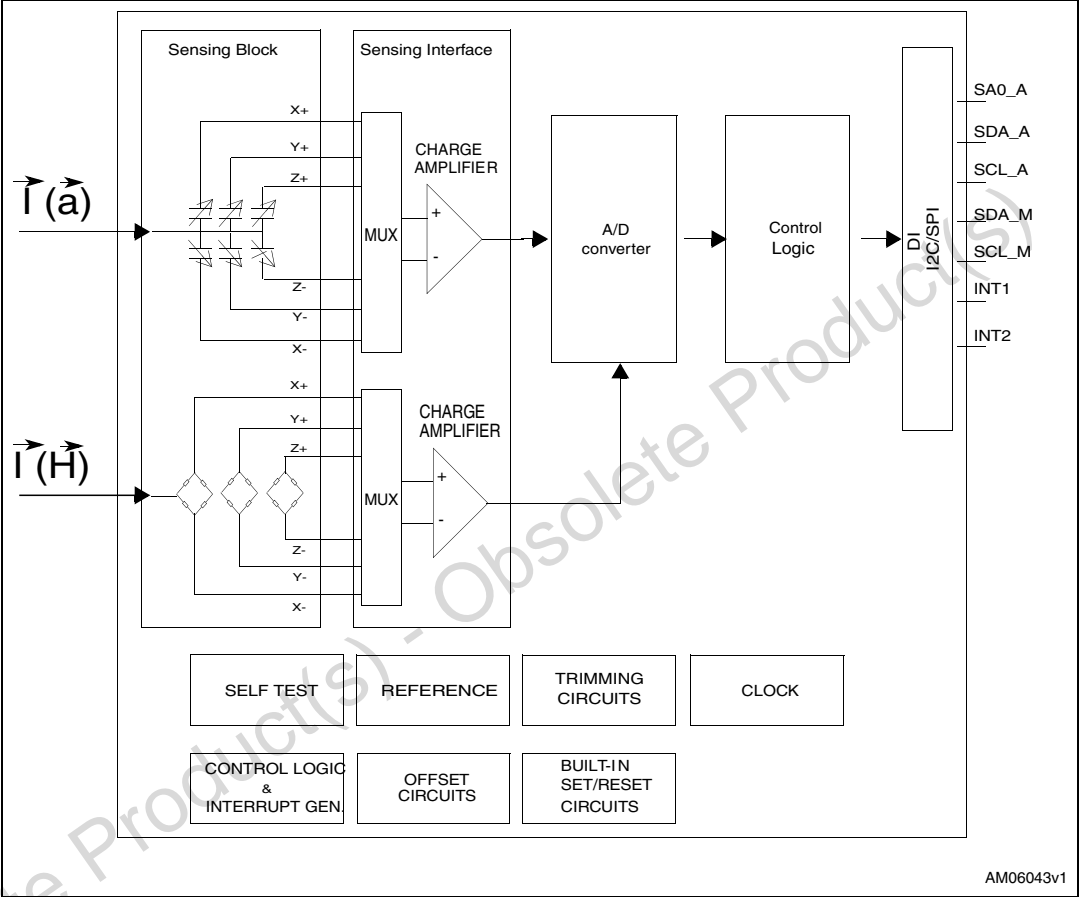 Sensing Block
Sensing Interface
X+
Y+
Z+
I (a)
Z-
Y-
X-
MUX
CHARGE
AMPLIFIER
+
-
A/D
converter
Control
Logic
DI
I2C/SPI
SA0_A
SDA_A
SCL_A
SDA_M
SCL_M
INT1
INT2
X+
Y+
Z+
I (H)
Z-
Y-
X-
MUX
CHARGE
AMPLIFIER
+
-
SELF TEST
REFERENCE
TRIMMING
CIRCUITS
CLOCK
CONTROL LOGIC
&
INTERRUPT GEN.
OFFSET
CIRCUITS
BUILT-IN
SET/RESET
CIRCUITS
AM06043v1
ete Product(s) - Obsolete Product(s)